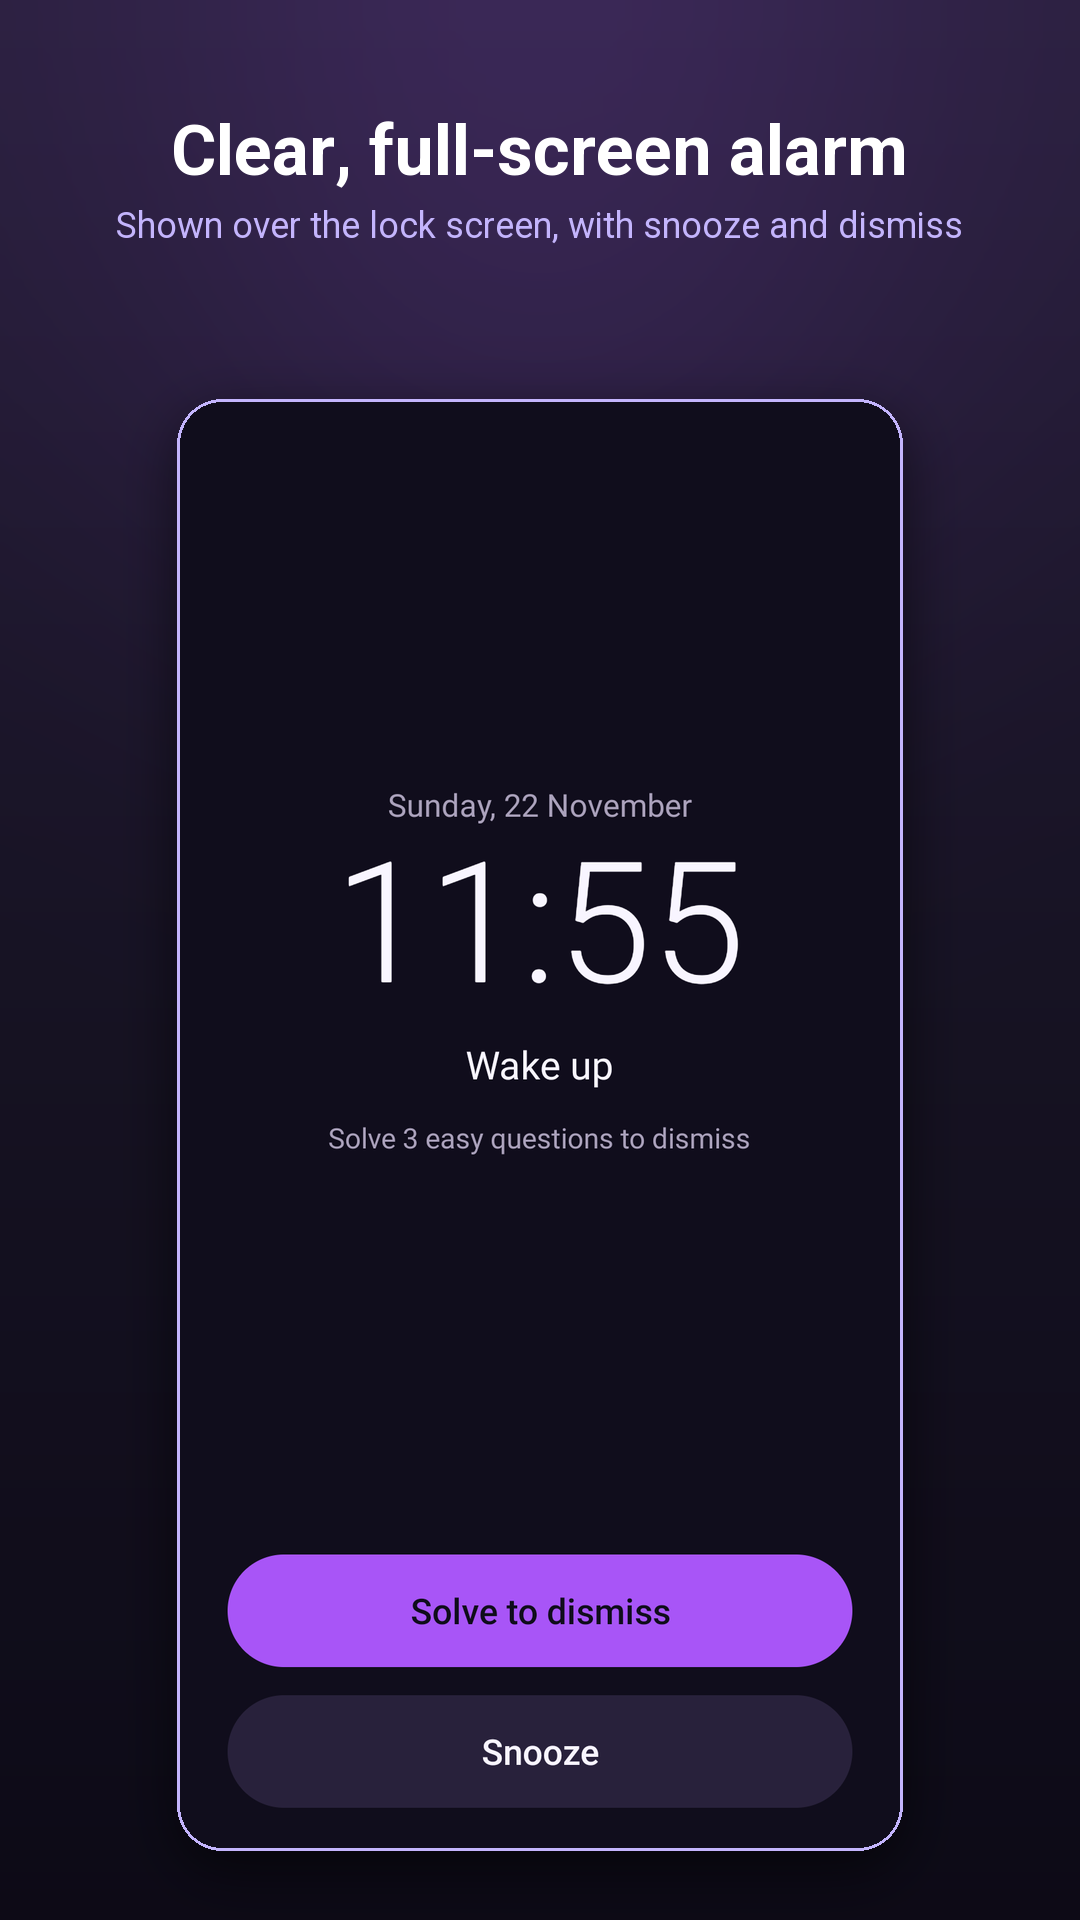 Clear, full-screen alarm
Shown over the lock screen, with snooze and dismiss
Sunday, 22 November
11:55
Wake up
Solve 3 easy questions to dismiss
Solve to dismiss
Snooze